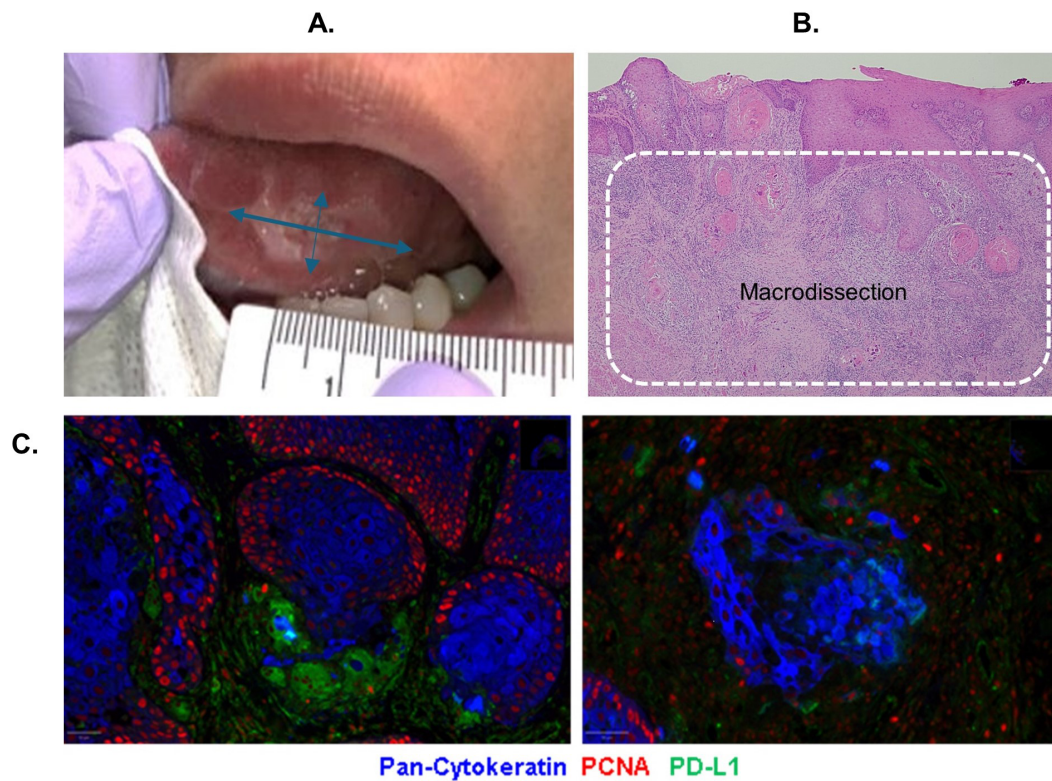 A.
B.
1
Macrodissection
C.
Pan-Cytokeratin PCNA PD-L1